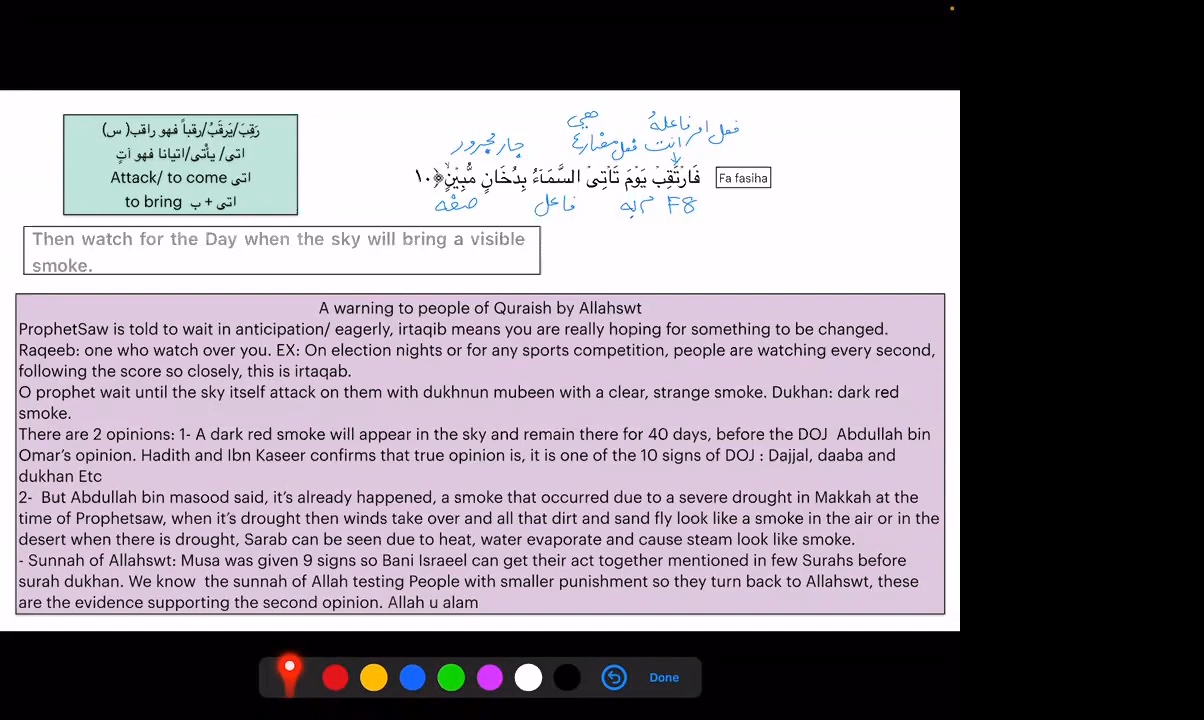 رَقِبَ/يَرقَبُ/رقباً فهو راقب( س)
اتى/ يأْتى/اتيانا فهو اٰتٍ
Attack/ to come اتى
to bring اتى + ب
فعل امر فاعلهُ انت
هي
فعل مضارع
جار مجرور
فَارۡتَقِبۡ يَوۡمَ تَاۡتِى السَّمَآءُ بِدُخَانٍ مُّبِيۡنٍۙ‏﴿۱۰
Fa fasiha
F8
م به
فاعل
صفة
Then watch for the Day when the sky will bring a visible
smoke.
A warning to people of Quraish by Allahswt
ProphetSaw is told to wait in anticipation/ eagerly, irtaqib means you are really hoping for something to be changed.
Raqeeb: one who watch over you. EX: On election nights or for any sports competition, people are watching every second,
following the score so closely, this is irtaqab.
O prophet wait until the sky itself attack on them with dukhnun mubeen with a clear, strange smoke. Dukhan: dark red
smoke.
There are 2 opinions: 1- A dark red smoke will appear in the sky and remain there for 40 days, before the DOJ Abdullah bin
Omar’s opinion. Hadith and Ibn Kaseer confirms that true opinion is, it is one of the 10 signs of DOJ : Dajjal, daaba and
dukhan Etc
2- But Abdullah bin masood said, it’s already happened, a smoke that occurred due to a severe drought in Makkah at the
time of Prophetsaw, when it’s drought then winds take over and all that dirt and sand fly look like a smoke in the air or in the
desert when there is drought, Sarab can be seen due to heat, water evaporate and cause steam look like smoke.
- Sunnah of Allahswt: Musa was given 9 signs so Bani Israeel can get their act together mentioned in few Surahs before
surah dukhan. We know the sunnah of Allah testing People with smaller punishment so they turn back to Allahswt, these
are the evidence supporting the second opinion. Allah u alam
Done